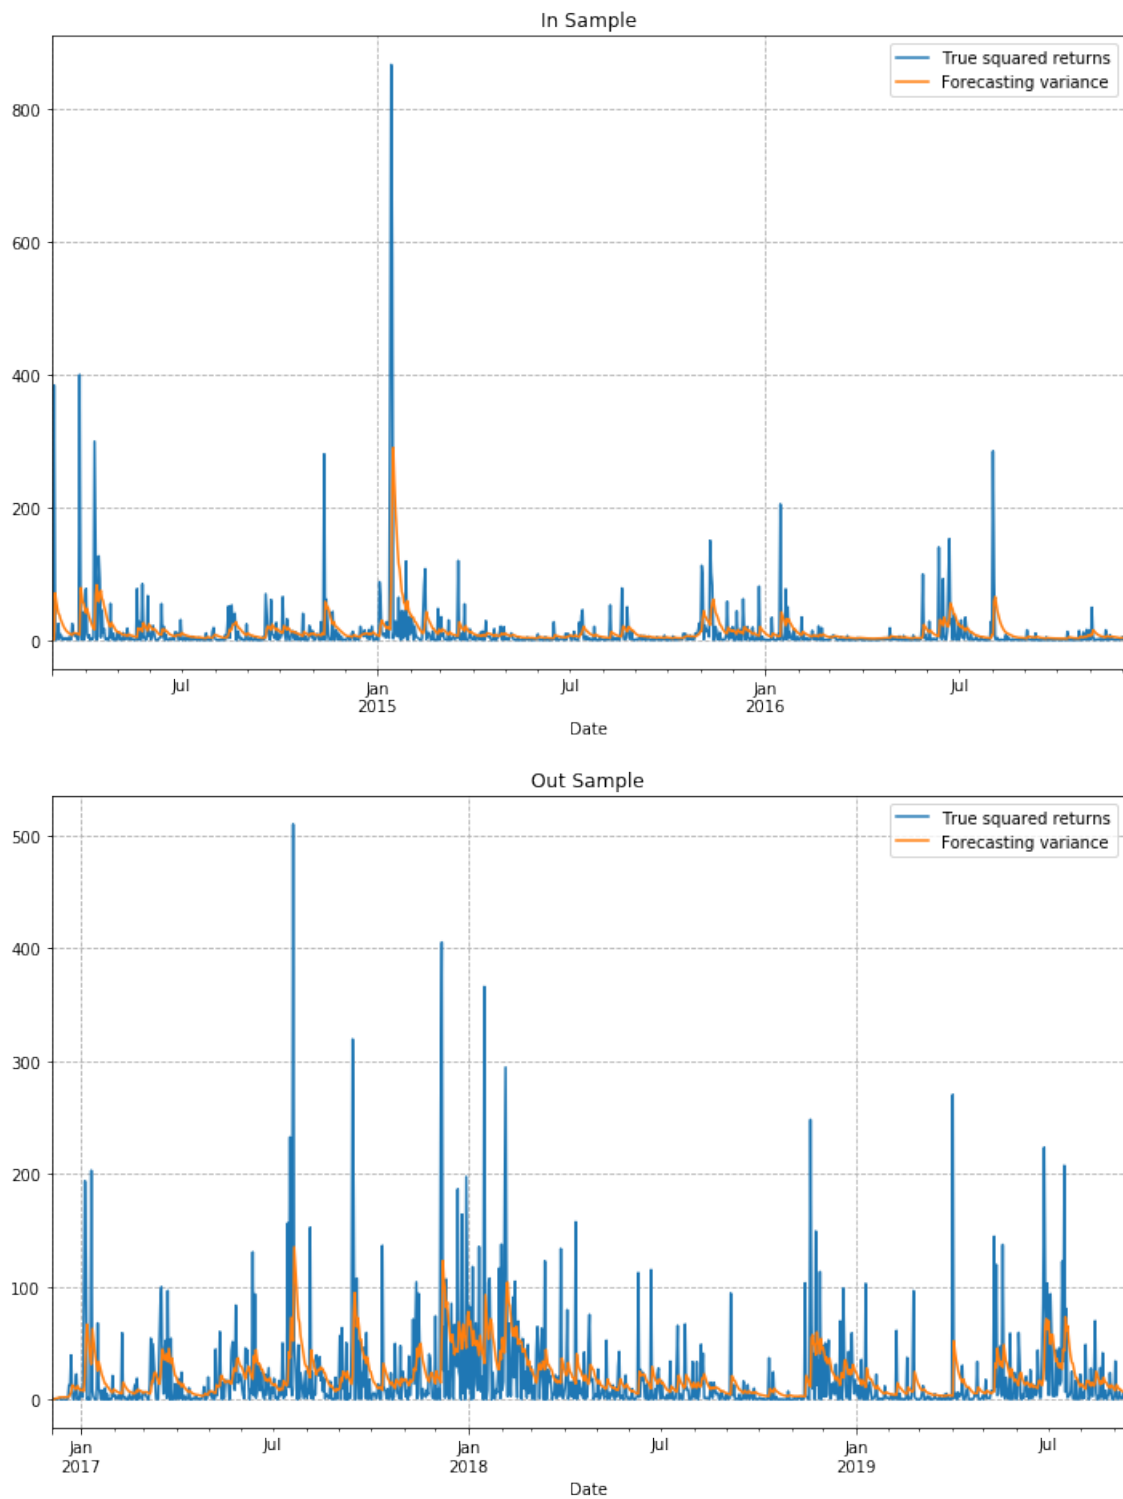 In Sample
True squared returns
Forecasting variance
800
600
400
200
0
Jul
Jan
2015
Jul
Jan
2016
Jul
Date
Out Sample
True squared returns
Forecasting variance
500
400
300
200
100
0
Jan
2017
Jul
Jan
2018
Jul
Jan
2019
Jul
Date